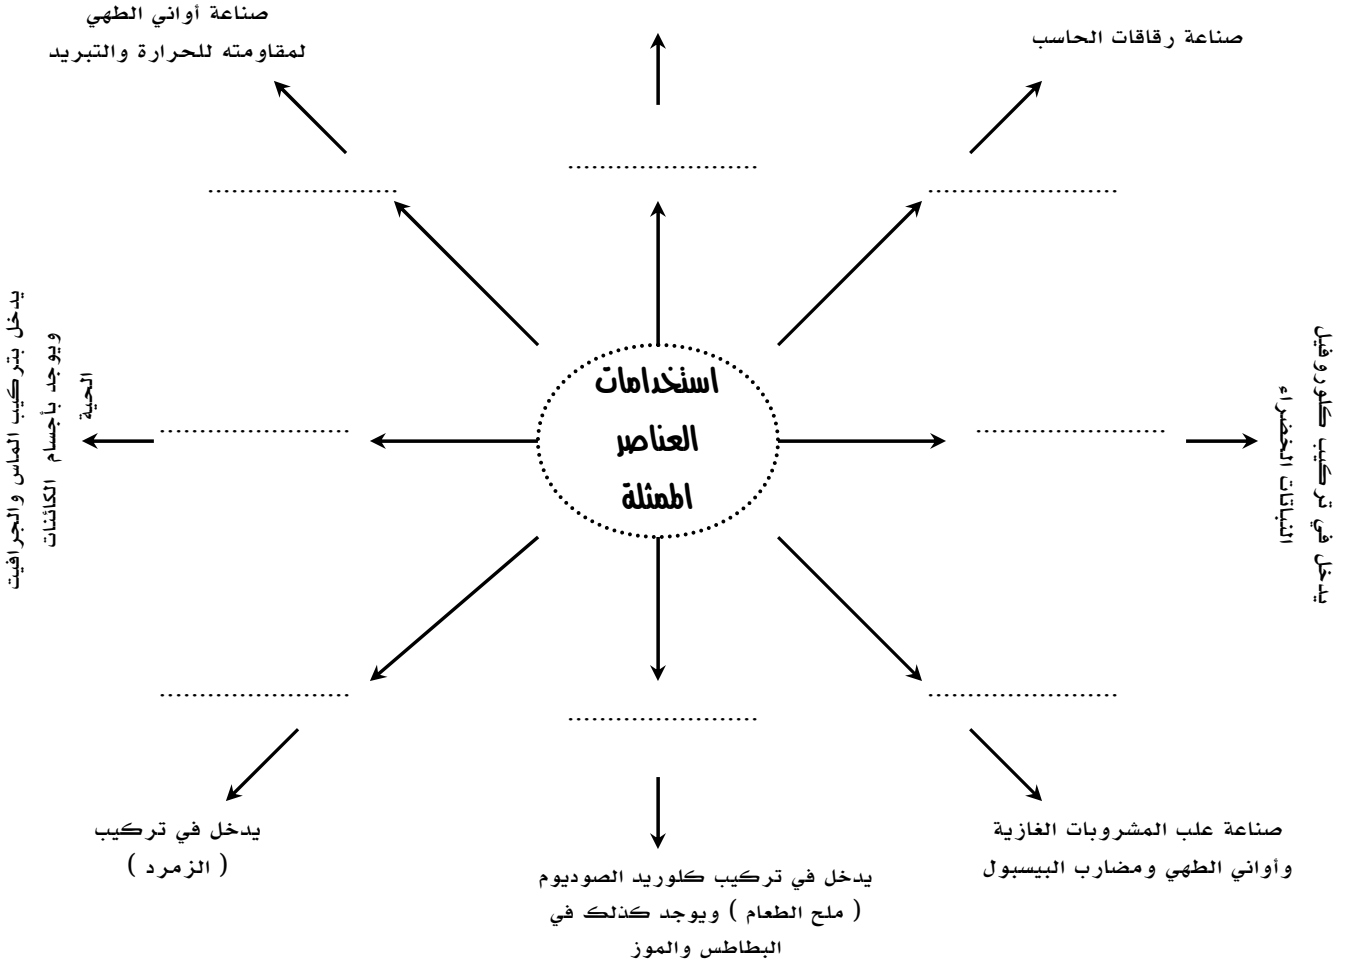 صناعة أواني الطهي
لمقاومته للحرارة والتبريد
صناعة رقاقات الحاسب
استخدامات
العناصر
الممثلة
يدخل في تركيب كلوروفيل
النباتات الخضراء
يدخل بتركيب الماس والجرافيت
ويوجد بأجسام الكائنات
الحية
يدخل في تركيب
( الزمرد )
يدخل في تركيب كلوريد الصوديوم
( ملح الطعام ) ويوجد كذلك في
البطاطس والموز
صناعة علب المشروبات الغازية
وأواني الطهي ومضارب البيسبول